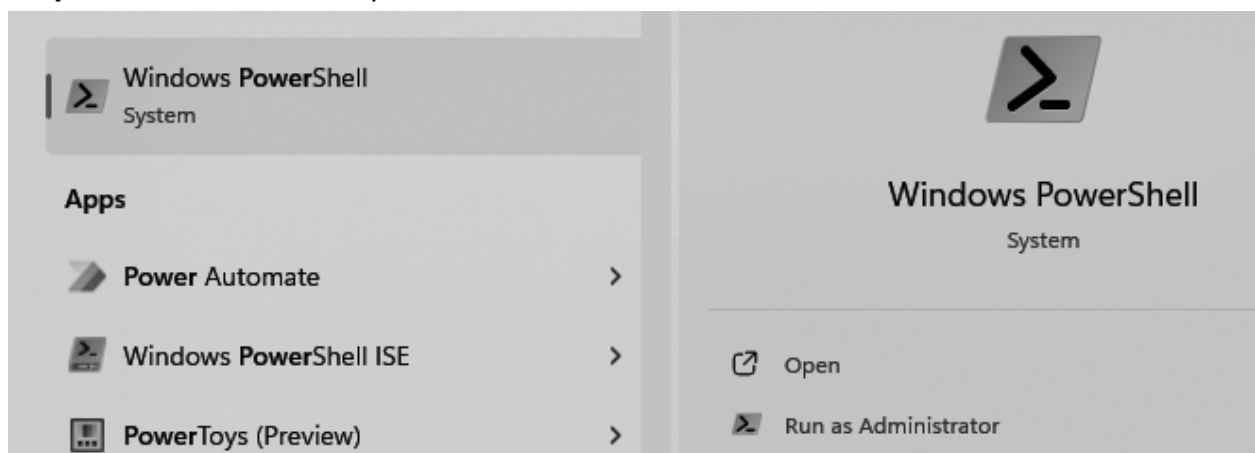 Windows PowerShell
System
Apps
Power Automate
Windows PowerShell ISE
PowerToys (Preview)
Windows PowerShell
System
Open
Run as Administrator